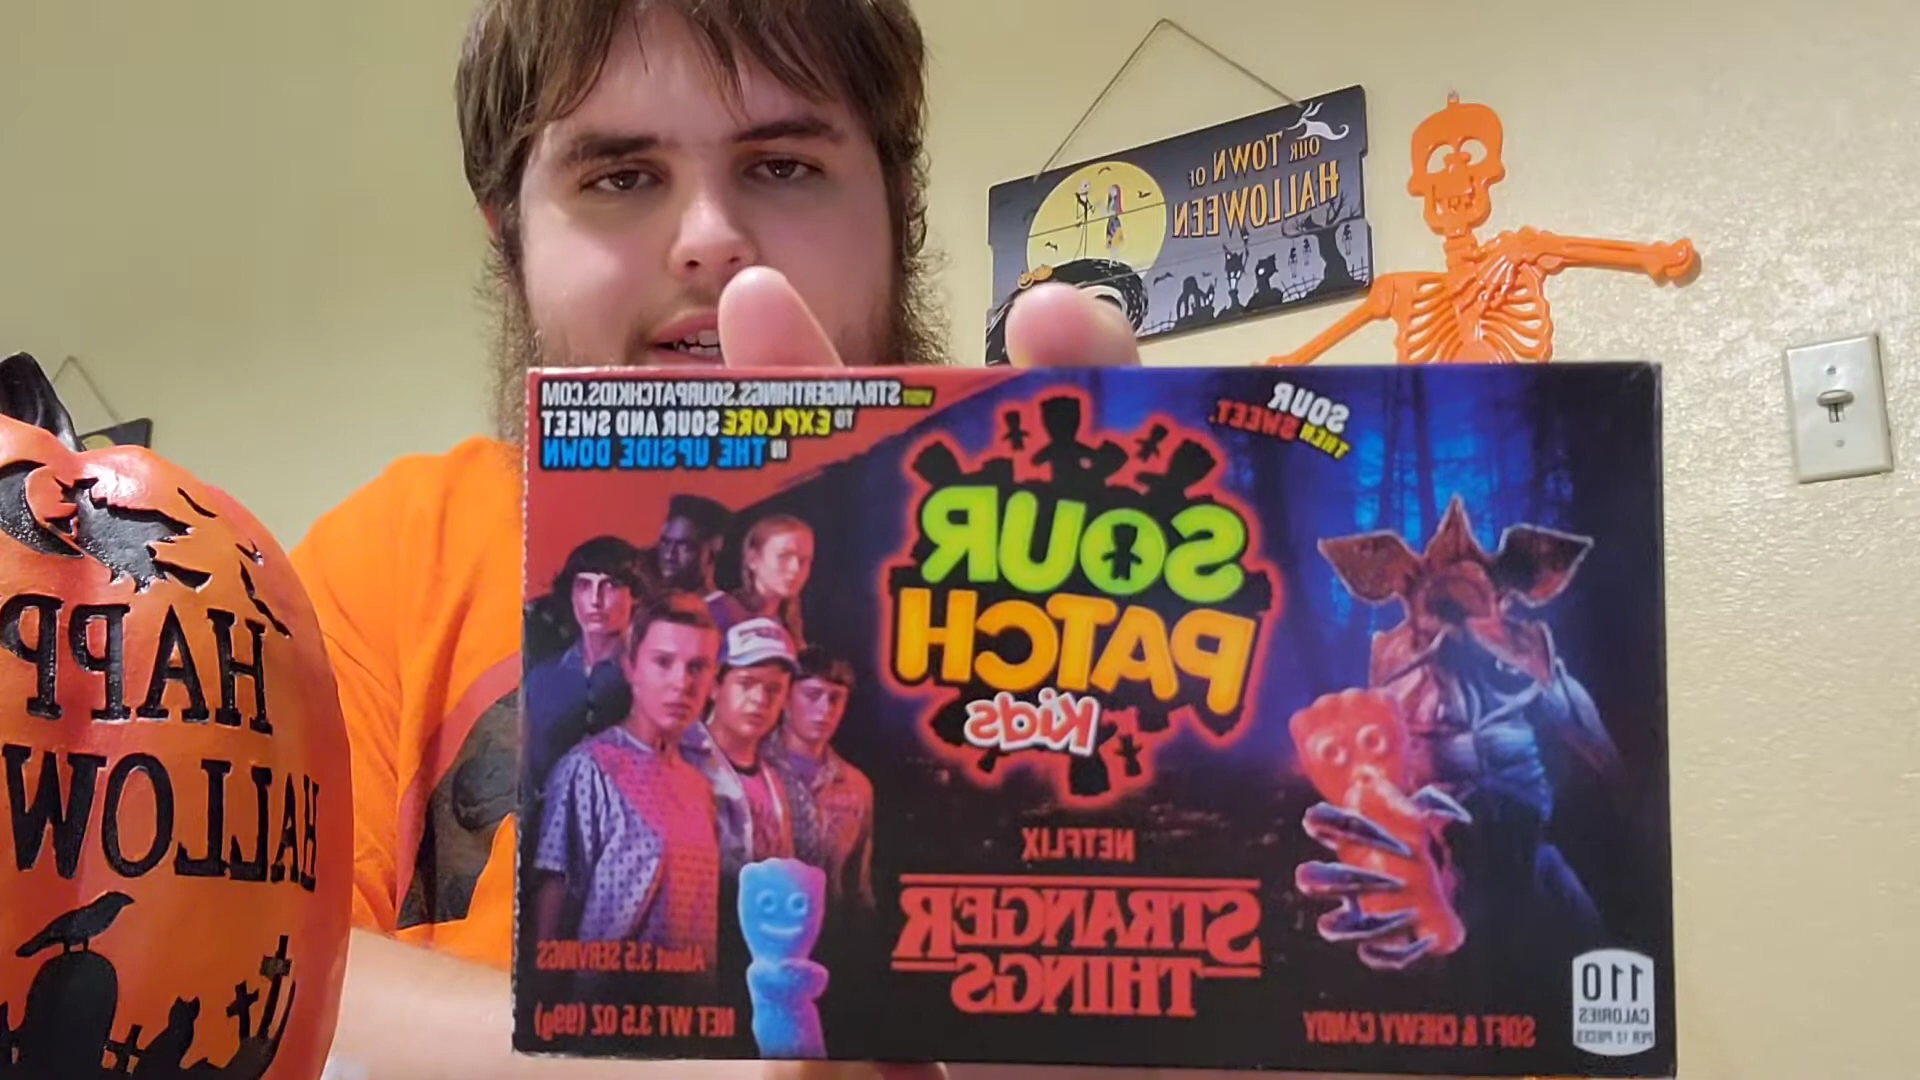 OUR TOWN OF
HALLOWEEN
VISIT STRANGERTHINGS.SOURPATCHKIDS.COM
TO EXPLORE SOUR AND SWEET
IN THE UPSIDE DOWN
SOUR
THEN SWEET.
SOUR
PATCH
Kids
NETFLIX
STRANGER
THINGS
About 3.5 SERVINGS
NET WT 3.5 OZ (99g)
SOFT & CHEWY CANDY
110
CALORIES
PER 12 PIECES
HAPP
HALLOW